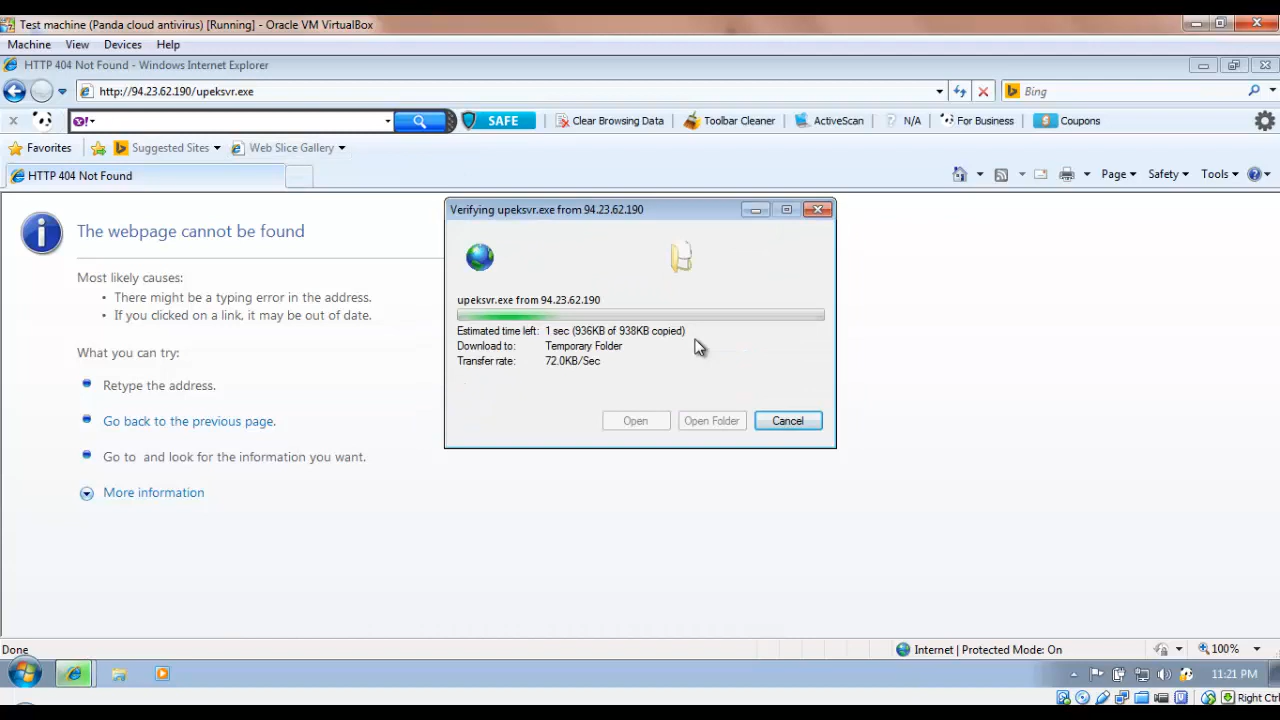 Test machine (Panda cloud antivirus) [Running] - Oracle VM VirtualBox
Machine View Devices Help
HTTP 404 Not Found - Windows Internet Explorer
http://94.23.62.190/upeksvr.exe Bing
Y! SAFE Clear Browsing Data Toolbar Cleaner ActiveScan N/A For Business Coupons
Favorites Suggested Sites Web Slice Gallery
HTTP 404 Not Found Page Safety Tools
Verifying upeksvr.exe from 94.23.62.190
The webpage cannot be found
Most likely causes:
• There might be a typing error in the address.
• If you clicked on a link, it may be out of date.
What you can try:
Retype the address.
Go back to the previous page.
Go to and look for the information you want.
More information
upeksvr.exe from 94.23.62.190
Estimated time left: 1 sec (936KB of 938KB copied)
Download to: Temporary Folder
Transfer rate: 72.0KB/Sec
Open Open Folder Cancel
Done Internet | Protected Mode: On 100%
11:21 PM
Right Ctrl